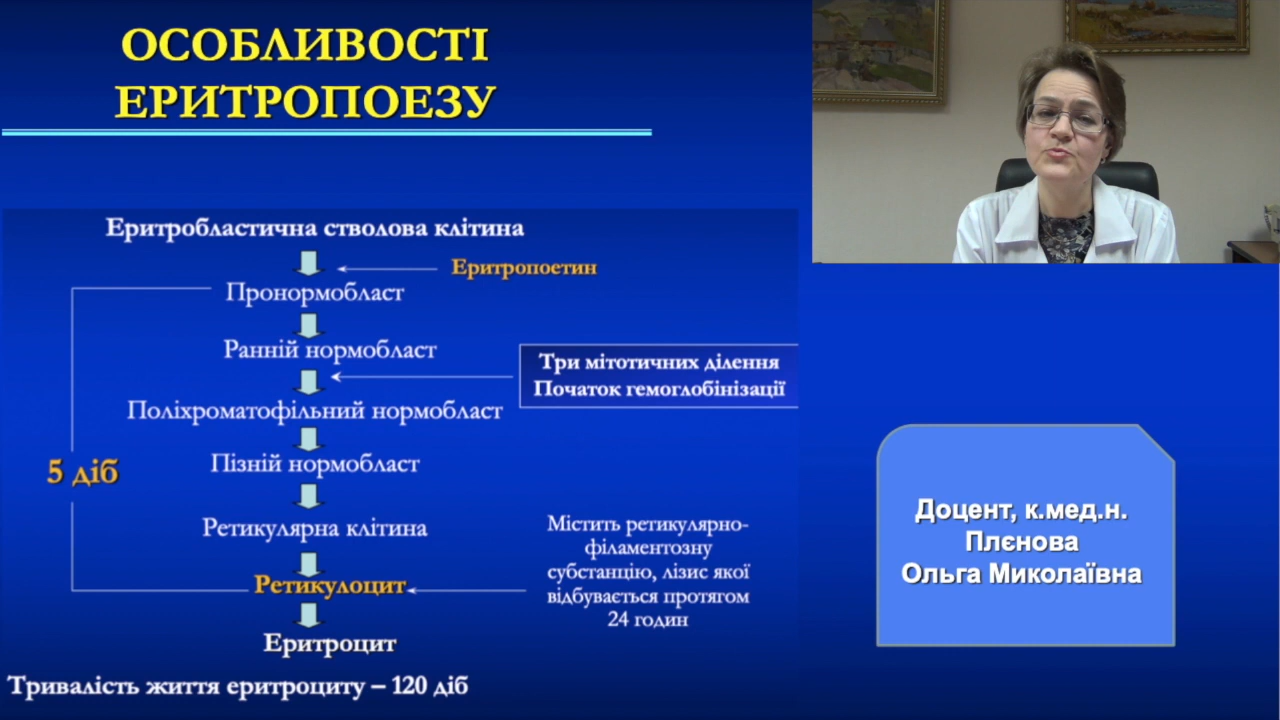 ОСОБЛИВОСТІ
ЕРИТРОПОЕЗУ
Еритробластична стволова клітина
Еритропоетин
Пронормобласт
Ранній нормобласт
Три мітотичних ділення
Початок гемоглобінізації
Поліхроматофільний нормобласт
5 діб
Пізній нормобласт
Ретикулярна клітина
Ретикулоцит
Містить ретикулярно-
філаментозну
субстанцію, лізис якої
відбувається протягом
24 годин
Еритроцит
Тривалість життя еритроциту – 120 діб
Доцент, к.мед.н.
Плєнова
Ольга Миколаївна